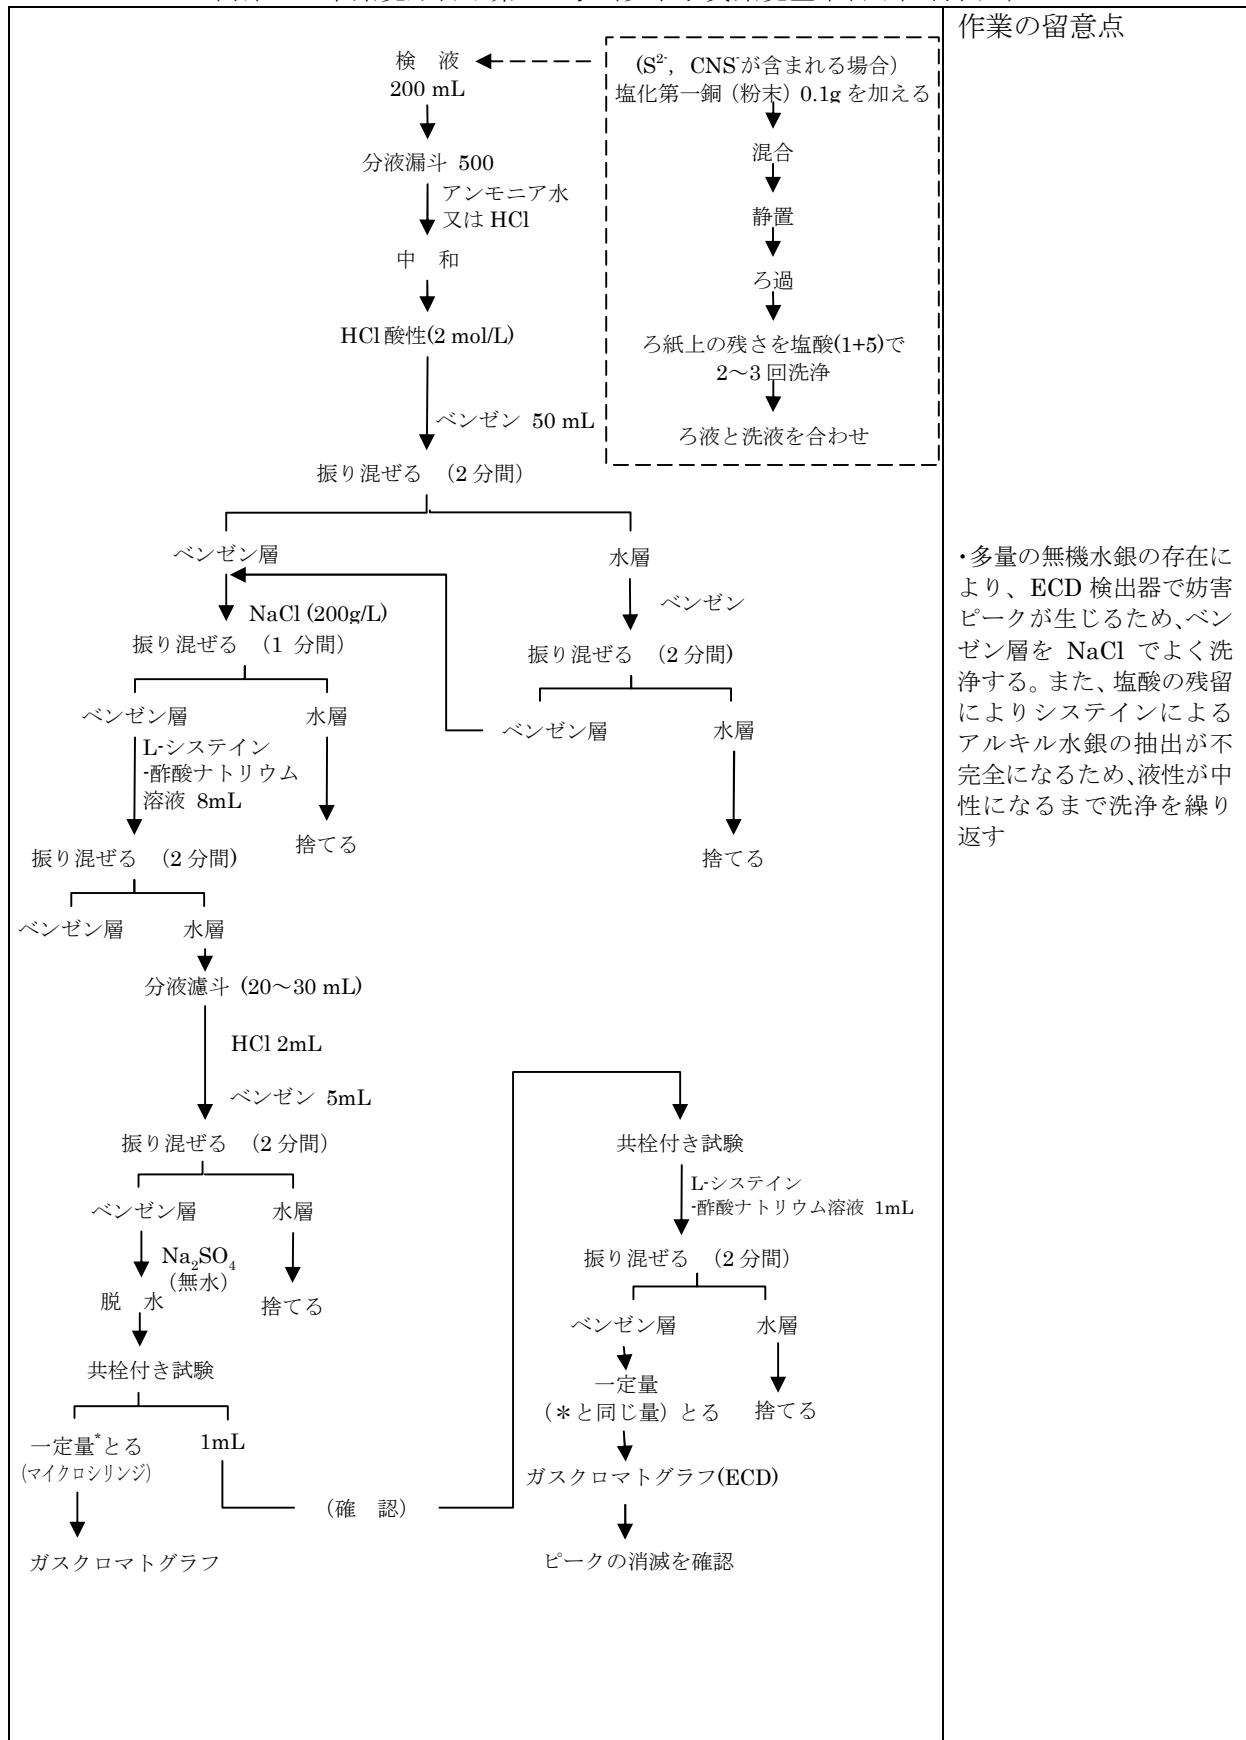 作業の留意点
検 液
200 mL
(S²⁻, CNS⁻が含まれる場合)
塩化第一銅（粉末）0.1g を加える
混合
静置
ろ過
ろ紙上の残さを塩酸(1+5)で
2～3 回洗浄
ろ液と洗液を合わせ
分液漏斗 500
アンモニア水
又は HCl
中 和
HCl 酸性(2 mol/L)
ベンゼン 50 mL
振り混ぜる （2 分間）
ベンゼン層
水層
NaCl (200g/L)
振り混ぜる （1 分間）
ベンゼン
振り混ぜる （2 分間)
ベンゼン層
水層
ベンゼン層
水層
L-システイン
-酢酸ナトリウム
溶液 8mL
捨てる
捨てる
振り混ぜる （2 分間)
ベンゼン層
水層
分液濾斗 (20～30 mL)
HCl 2mL
ベンゼン 5mL
振り混ぜる （2 分間）
ベンゼン層
水層
Na₂SO₄
（無水）
脱 水
捨てる
共栓付き試験
一定量*とる
(マイクロシリンジ)
1mL
ガスクロマトグラフ
（確 認）
共栓付き試験
L-システイン
-酢酸ナトリウム溶液 1mL
振り混ぜる （2 分間）
ベンゼン層
水層
一定量
（＊と同じ量）とる
捨てる
ガスクロマトグラフ(ECD)
ピークの消滅を確認
・多量の無機水銀の存在に
より、ECD 検出器で妨害
ピークが生じるため、ベン
ゼン層を NaCl でよく洗
浄する。また、塩酸の残留
によりシステインによる
アルキル水銀の抽出が不
完全になるため、液性が中
性になるまで洗浄を繰り
返す